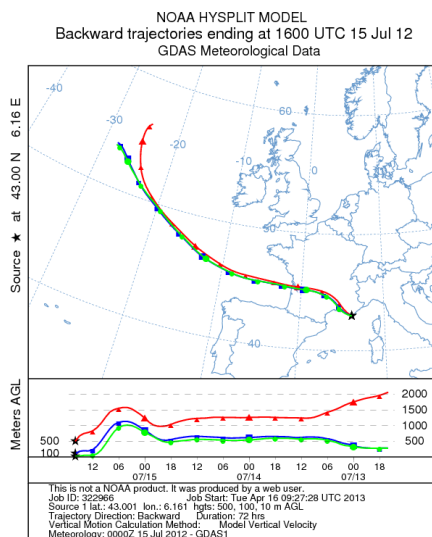 NOAA HYSPLIT MODEL
Backward trajectories ending at 1600 UTC 15 Jul 12
GDAS Meteorological Data
Source ★ at 43.00 N 6.16 E
-40
-30
-20
-10
0
10
20
60
50
40
Meters AGL
500
100
2000
1500
1000
500
12 06 00 18 12 06 00 18 12 06 00 18
07/15 07/14 07/13
This is not a NOAA product. It was produced by a web user.
Job ID: 322966 Job Start: Tue Apr 16 09:27:28 UTC 2013
Source 1 lat.: 43.001 lon.: 6.161 hgts: 500, 100, 10 m AGL
Trajectory Direction: Backward Duration: 72 hrs
Vertical Motion Calculation Method: Model Vertical Velocity
Meteorology: 0000Z 15 Jul 2012 - GDAS1